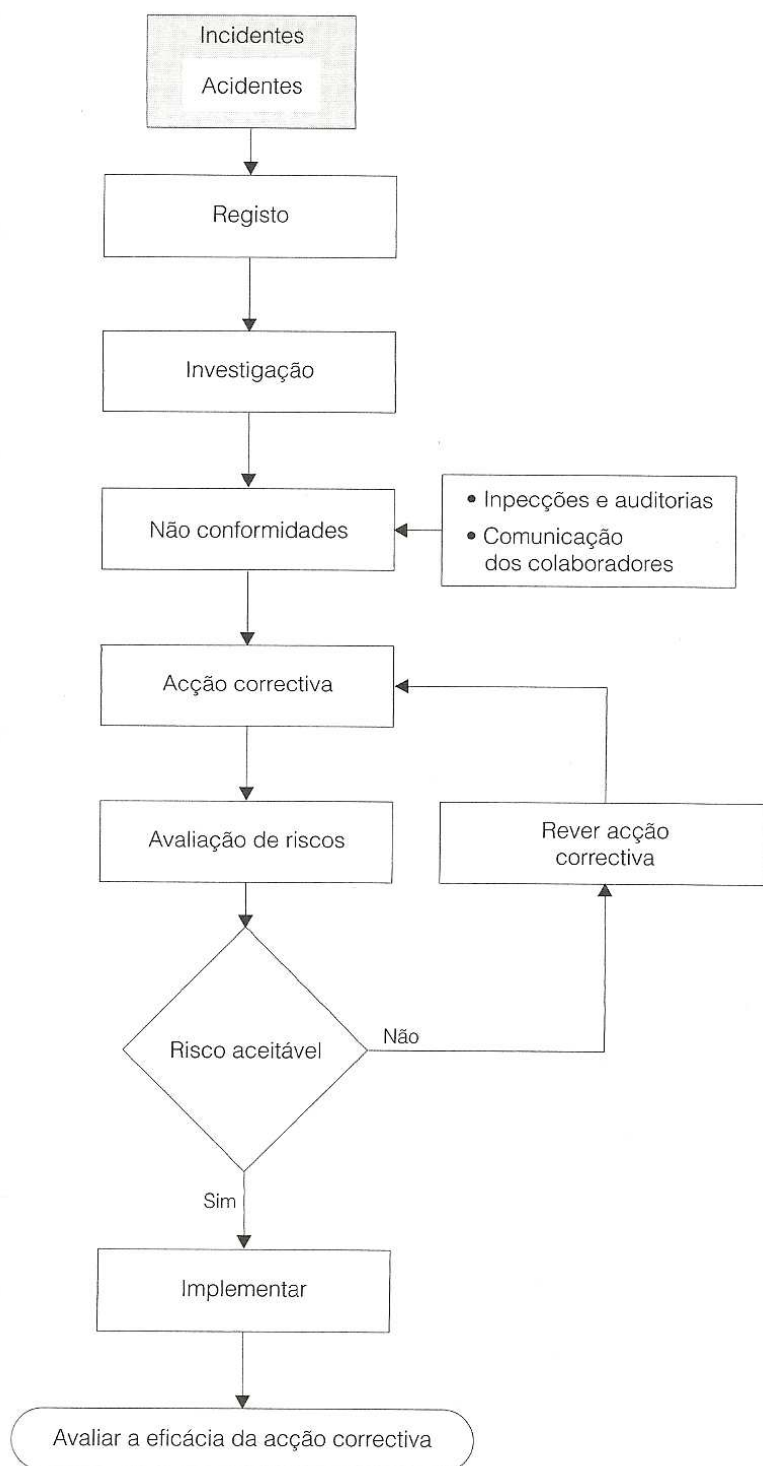 Incidentes
Acidentes
Registo
Investigação
Não conformidades
• Inpecções e auditorias
• Comunicação
dos colaboradores
Acção correctiva
Avaliação de riscos
Rever acção
correctiva
Risco aceitável
Não
Sim
Implementar
Avaliar a eficácia da acção correctiva